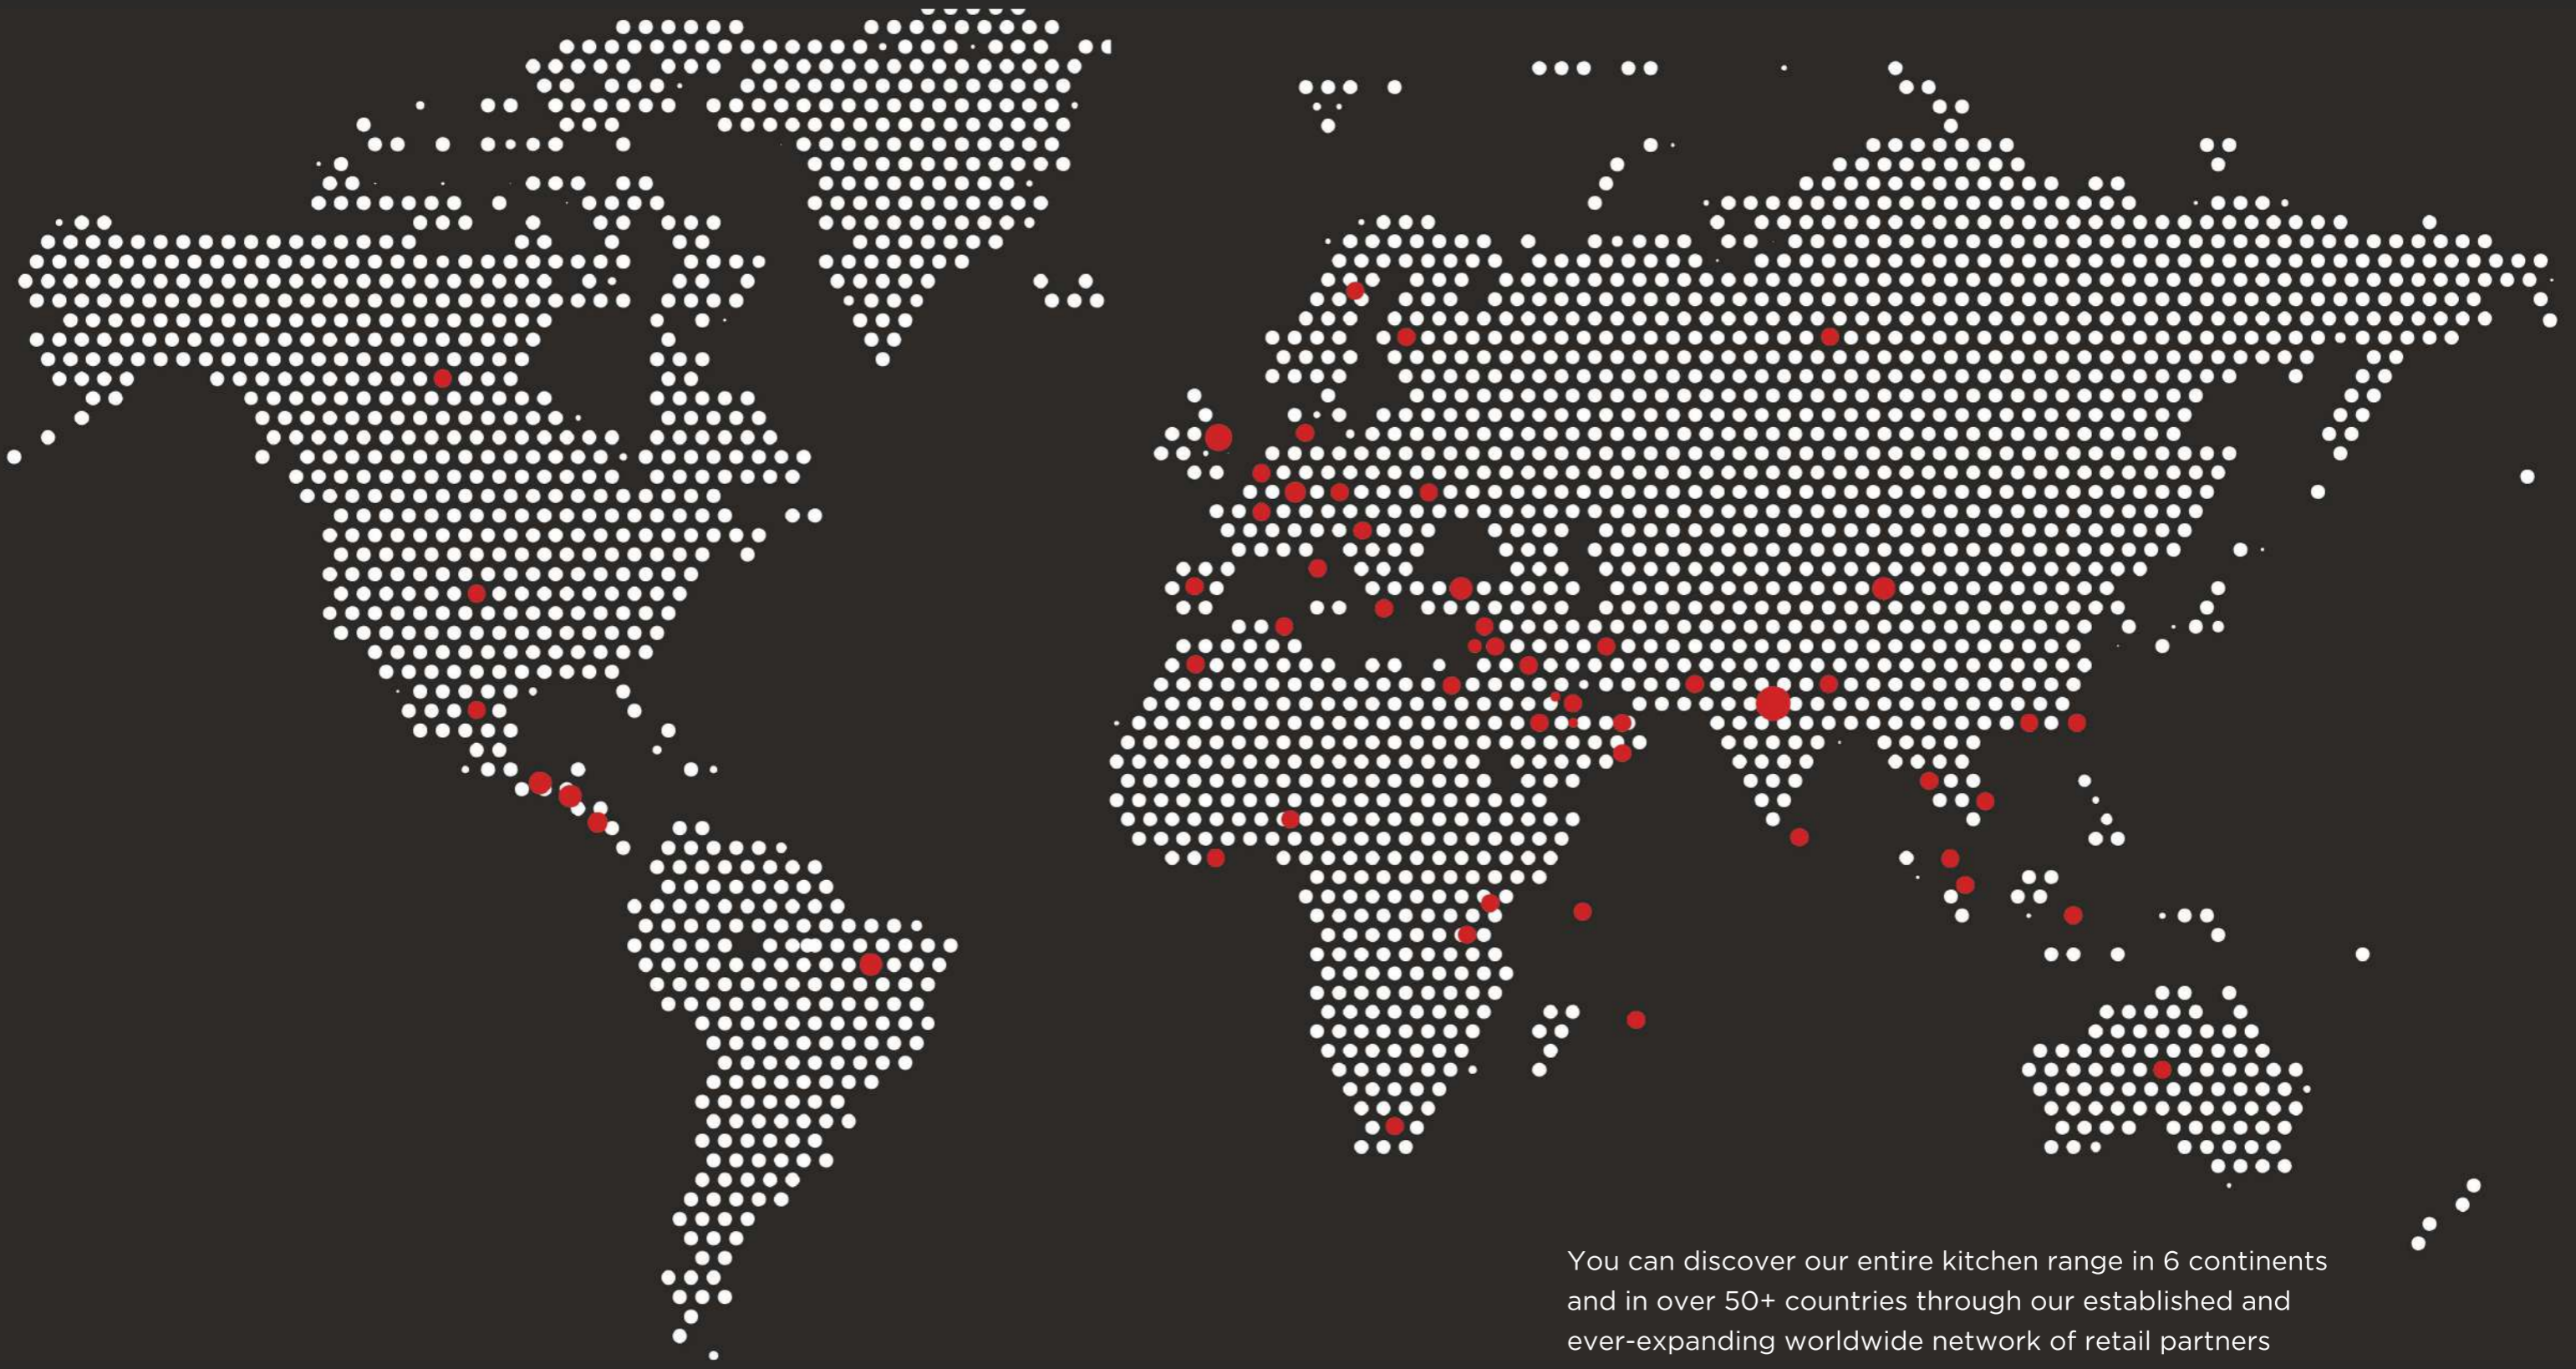 You can discover our entire kitchen range in 6 continents
and in over 50+ countries through our established and
ever-expanding worldwide network of retail partners